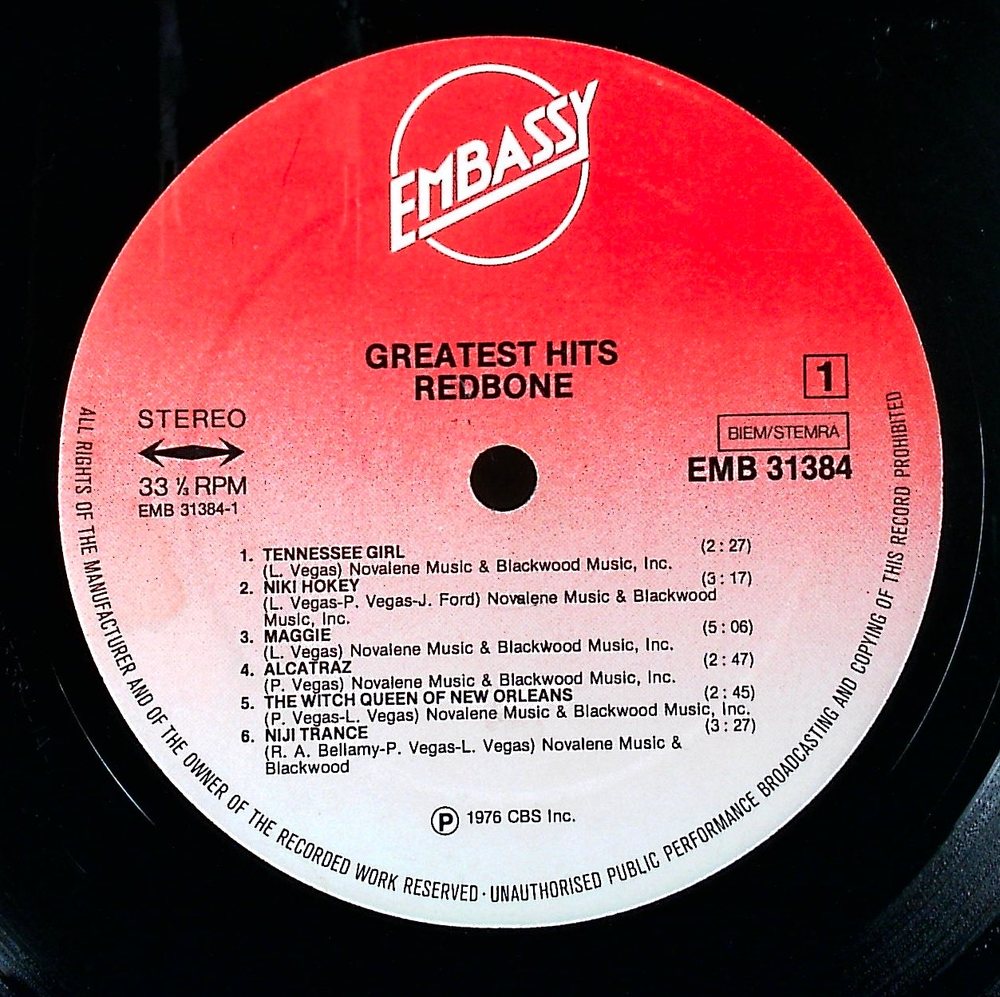 EMBASSY
GREATEST HITS
REDBONE
1
STEREO
BIEM/STEMRA
33 ⅓ RPM
EMB 31384
EMB 31384-1
1. TENNESSEE GIRL (2 : 27)
(L. Vegas) Novalene Music & Blackwood Music, Inc.
2. NIKI HOKEY (3 : 17)
(L. Vegas-P. Vegas-J. Ford) Novalene Music & Blackwood
Music, Inc.
3. MAGGIE (5 : 06)
(L. Vegas) Novalene Music & Blackwood Music, Inc.
4. ALCATRAZ (2 : 47)
(P. Vegas) Novalene Music & Blackwood Music, Inc.
5. THE WITCH QUEEN OF NEW ORLEANS (2 : 45)
(P. Vegas-L. Vegas) Novalene Music & Blackwood Music, Inc.
6. NIJI TRANCE (3 : 27)
(R. A. Bellamy-P. Vegas-L. Vegas) Novalene Music &
Blackwood
℗ 1976 CBS Inc.
ALL RIGHTS OF THE MANUFACTURER AND OF THE OWNER OF THE RECORDED WORK RESERVED · UNAUTHORISED PUBLIC PERFORMANCE BROADCASTING AND COPYING OF THIS RECORD PROHIBITED